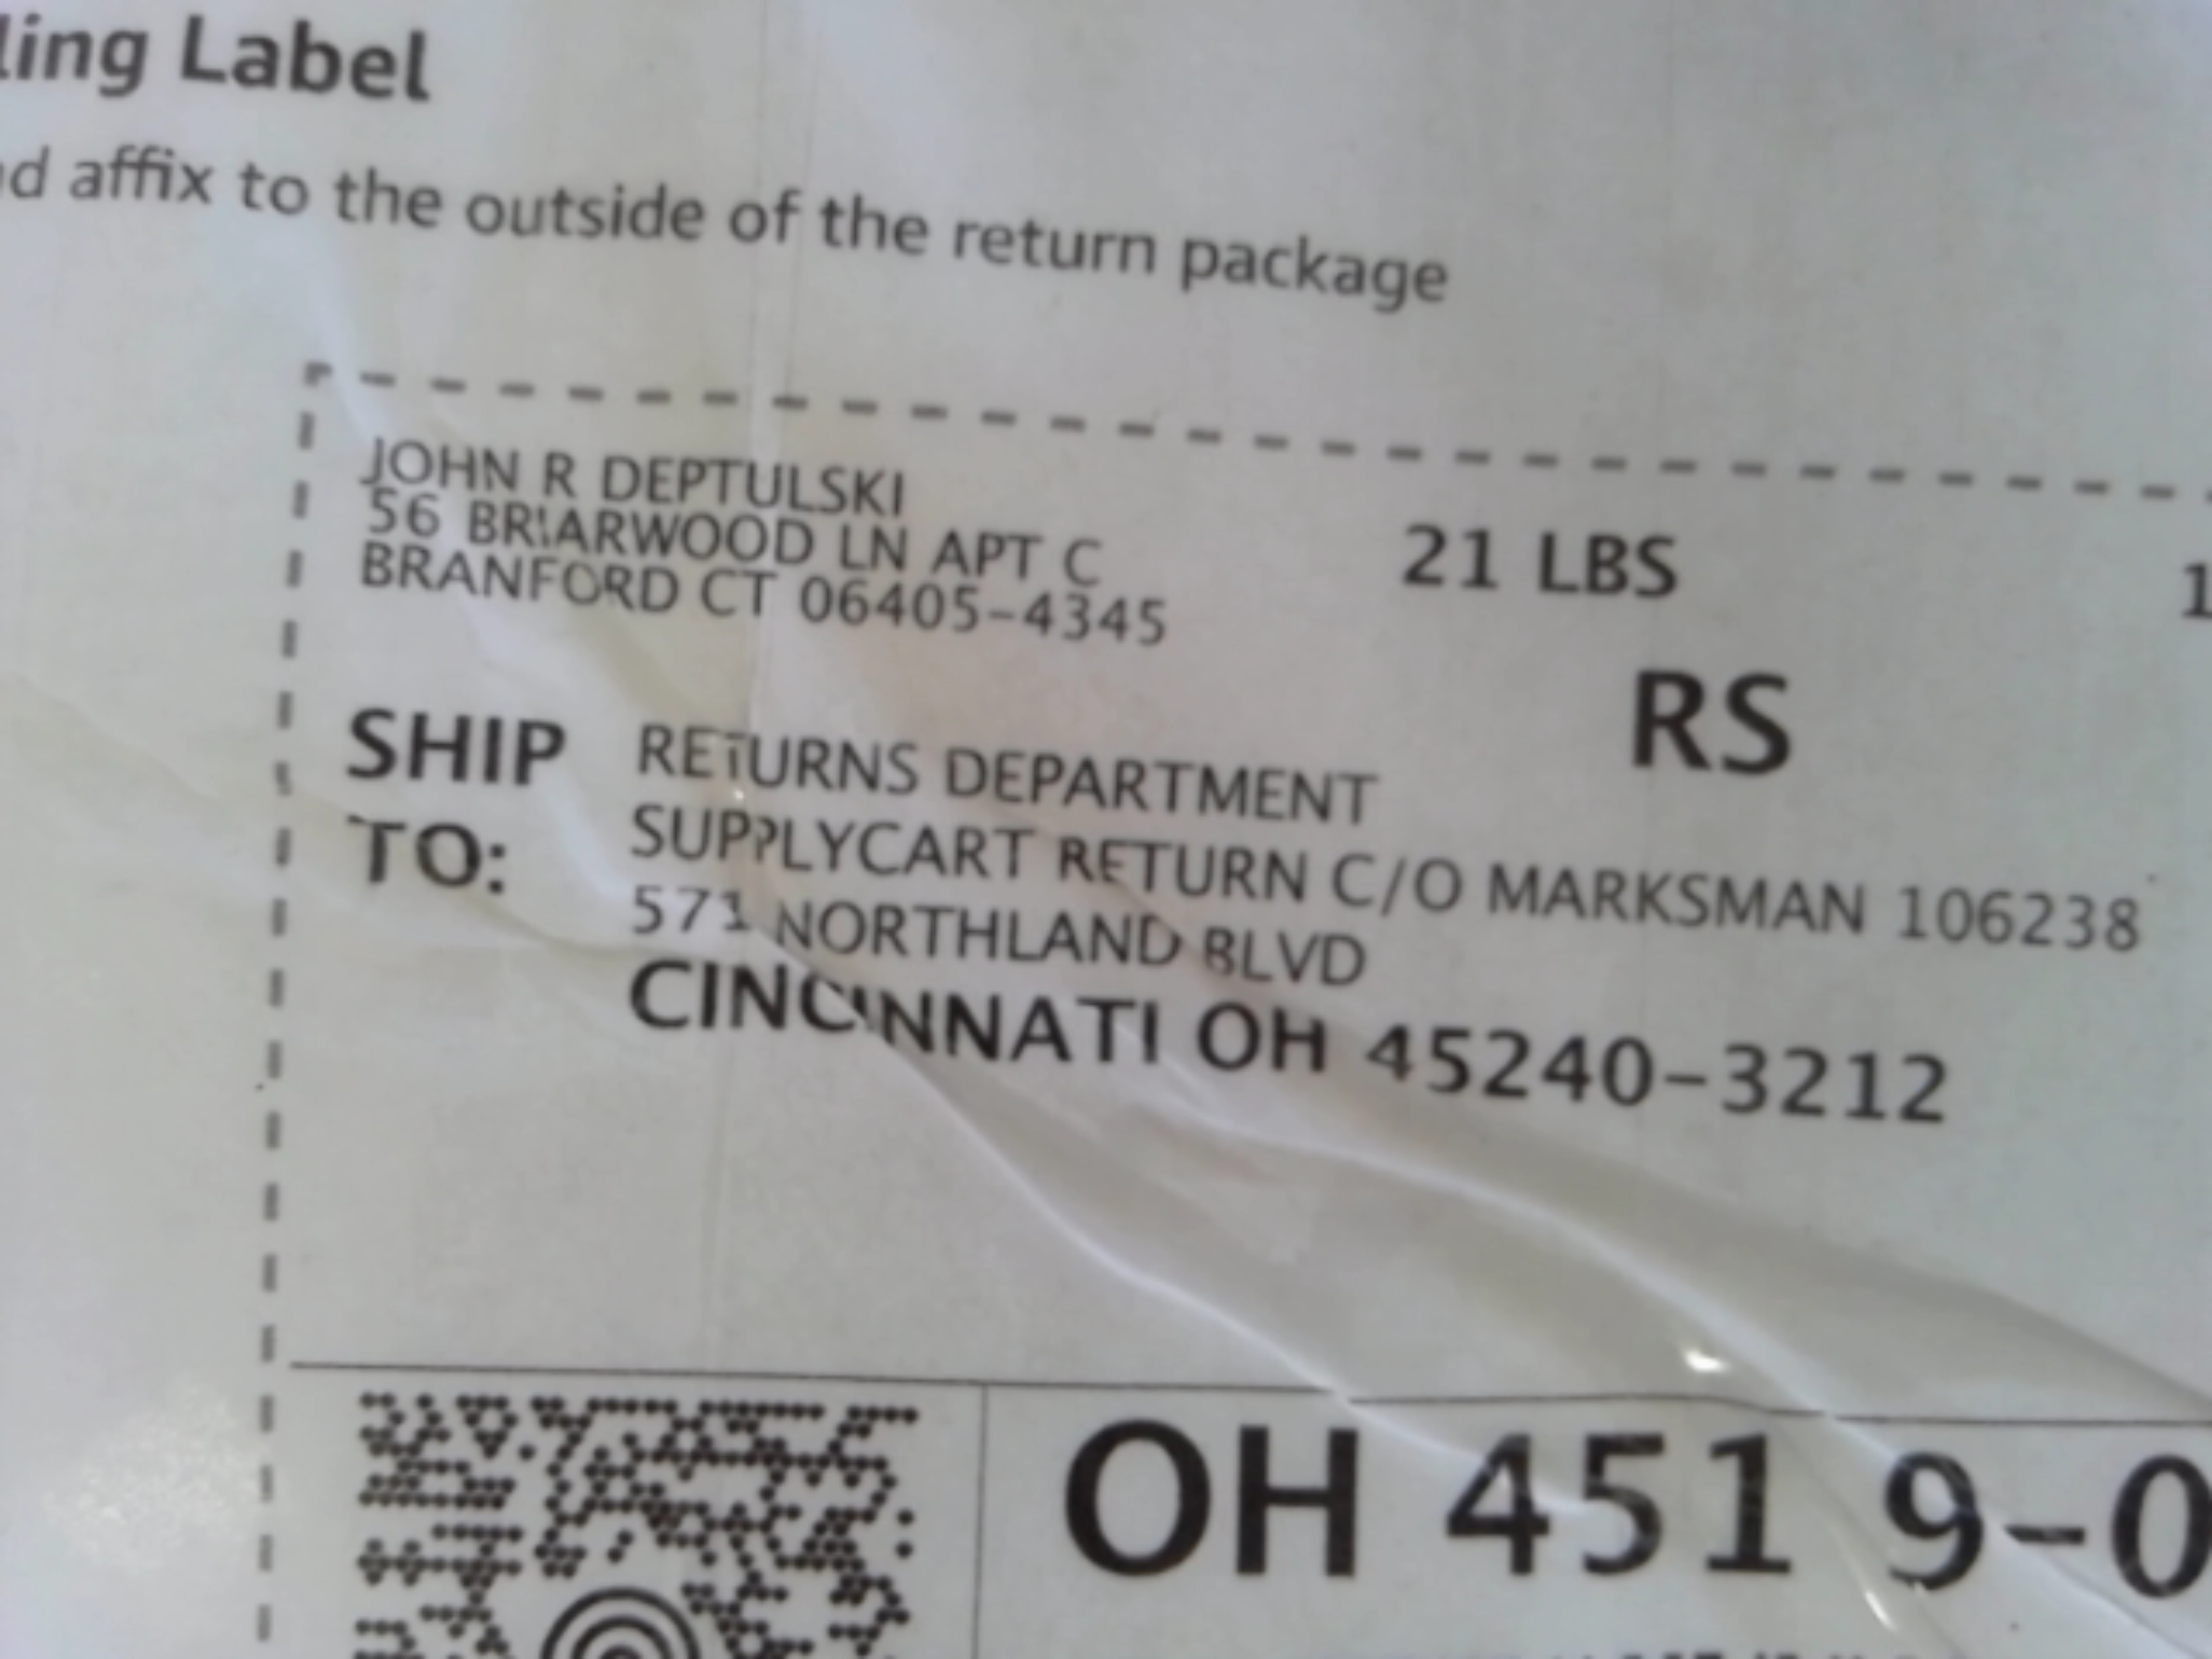 ling Label
nd affix to the outside of the return package
JOHN R DEPTULSKI
56 BRIARWOOD LN APT C
BRANFORD CT 06405-4345
21 LBS
1
RS
SHIP TO:
RETURNS DEPARTMENT
SUPPLYCART RETURN C/O MARKSMAN 106238
571 NORTHLAND BLVD
CINCINNATI OH 45240-3212
OH 451 9-0